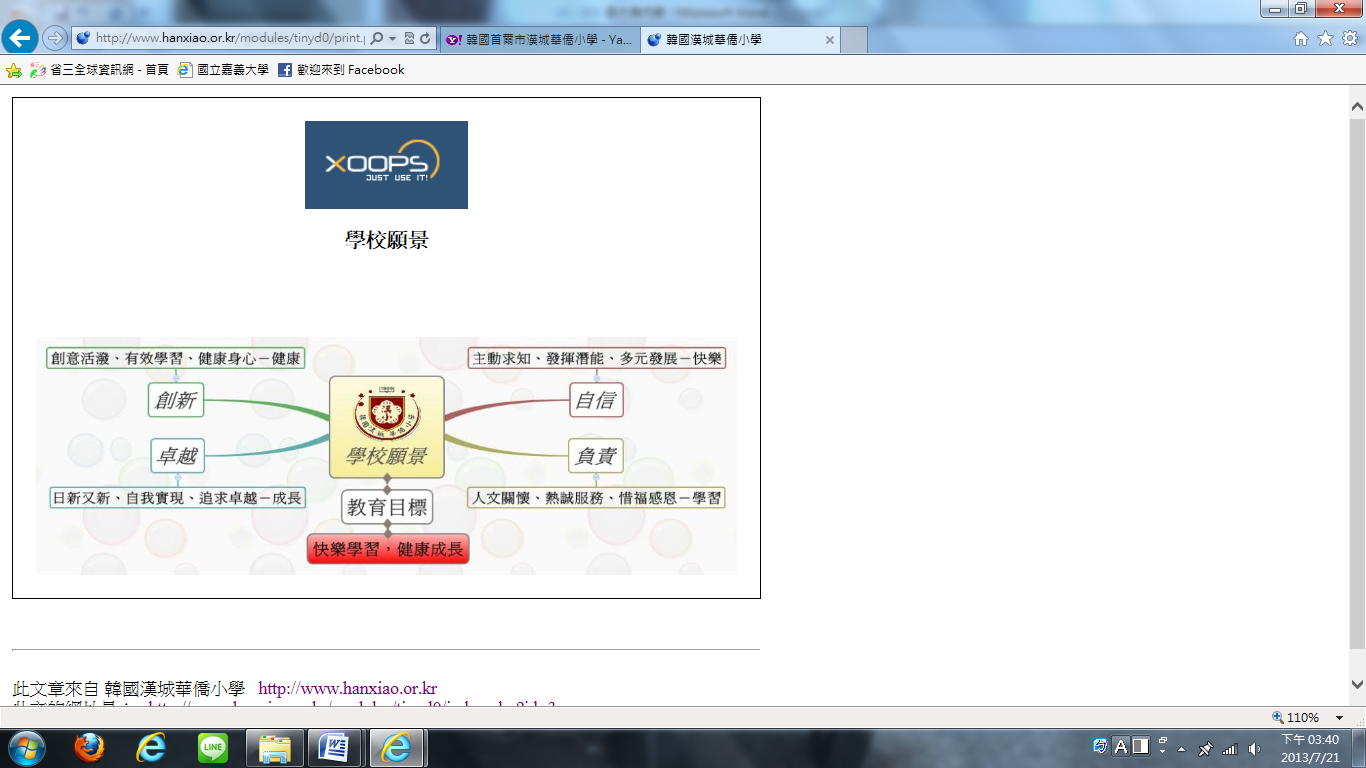 http://www.hanxiao.or.kr/modules/tinyd0/print.
韓國首爾市漢城華僑小學 - Ya...
韓國漢城華僑小學
省三全球資訊網 - 首頁
國立嘉義大學
歡迎來到 Facebook
XOOPS
JUST USE IT!
學校願景
創意活潑、有效學習、健康身心－健康
主動求知、發揮潛能、多元發展－快樂
創新
自信
學校願景
卓越
負責
日新又新、自我實現、追求卓越－成長
人文關懷、熱誠服務、惜福感恩－學習
教育目標
快樂學習，健康成長
此文章來自 韓國漢城華僑小學 http://www.hanxiao.or.kr
110%
LINE
A
下午 03:40
2013/7/21